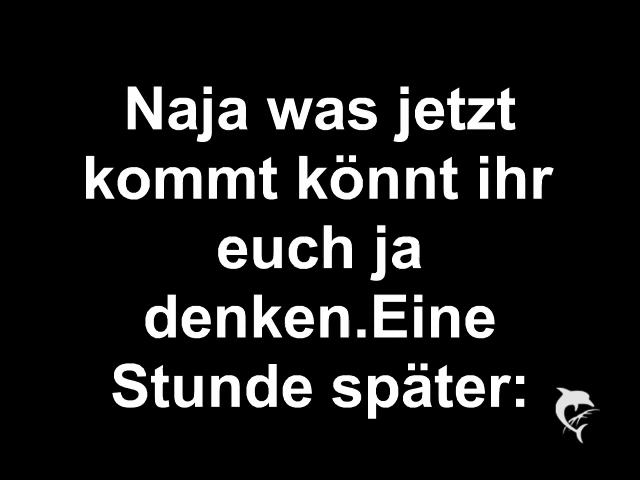 Naja was jetzt
kommt könnt ihr
euch ja
denken.Eine
Stunde später: